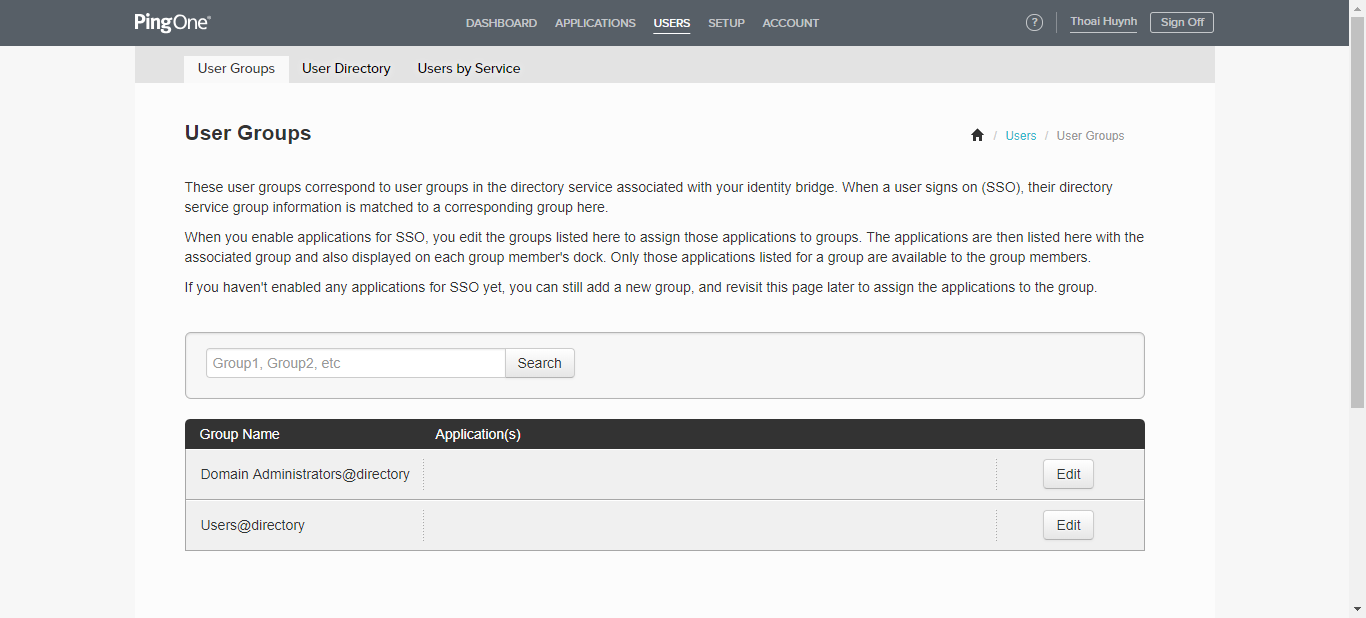 PingOne®
DASHBOARD APPLICATIONS USERS SETUP ACCOUNT
? Thoai Huynh Sign Off
User Groups User Directory Users by Service
User Groups
/ Users / User Groups
These user groups correspond to user groups in the directory service associated with your identity bridge. When a user signs on (SSO), their directory
service group information is matched to a corresponding group here.
When you enable applications for SSO, you edit the groups listed here to assign those applications to groups. The applications are then listed here with the
associated group and also displayed on each group member's dock. Only those applications listed for a group are available to the group members.
If you haven't enabled any applications for SSO yet, you can still add a new group, and revisit this page later to assign the applications to the group.
Group1, Group2, etc Search
Group Name Application(s)
Domain Administrators@directory Edit
Users@directory Edit